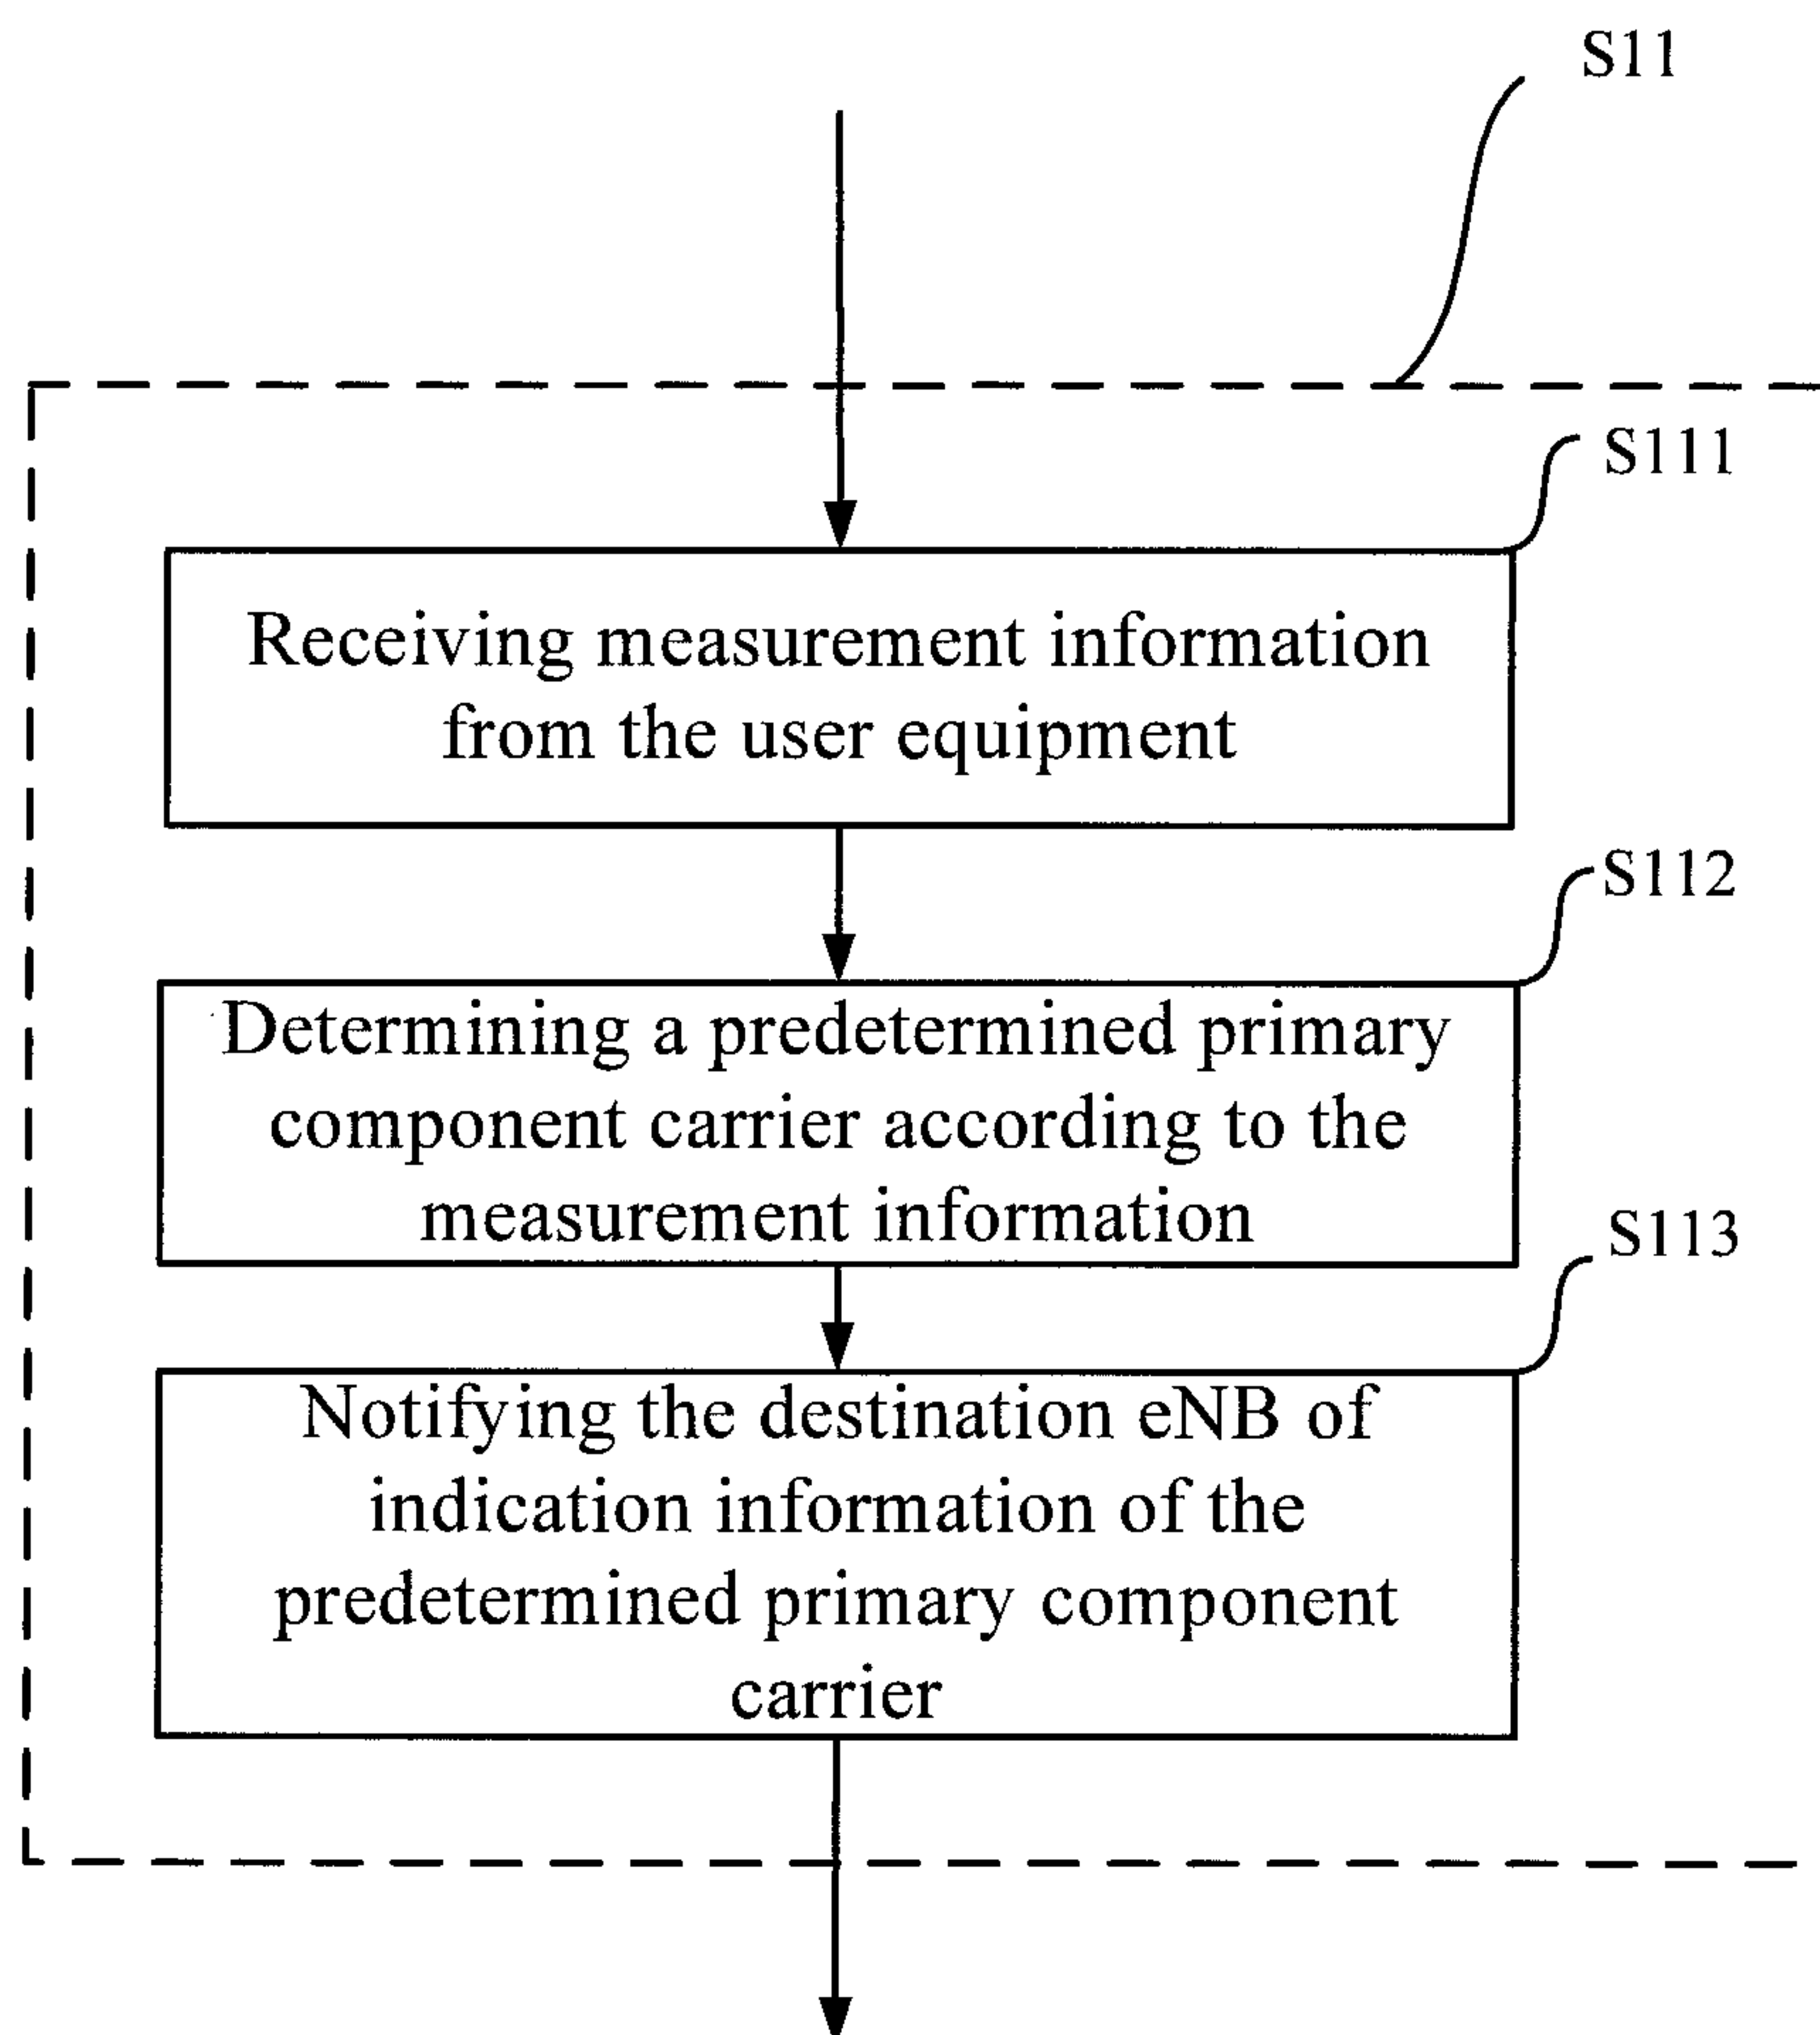 S11
S111
Receiving measurement information
from the user equipment
S112
Determining a predetermined primary
component carrier according to the
measurement information
S113
Notifying the destination eNB of
indication information of the
predetermined primary component
carrier